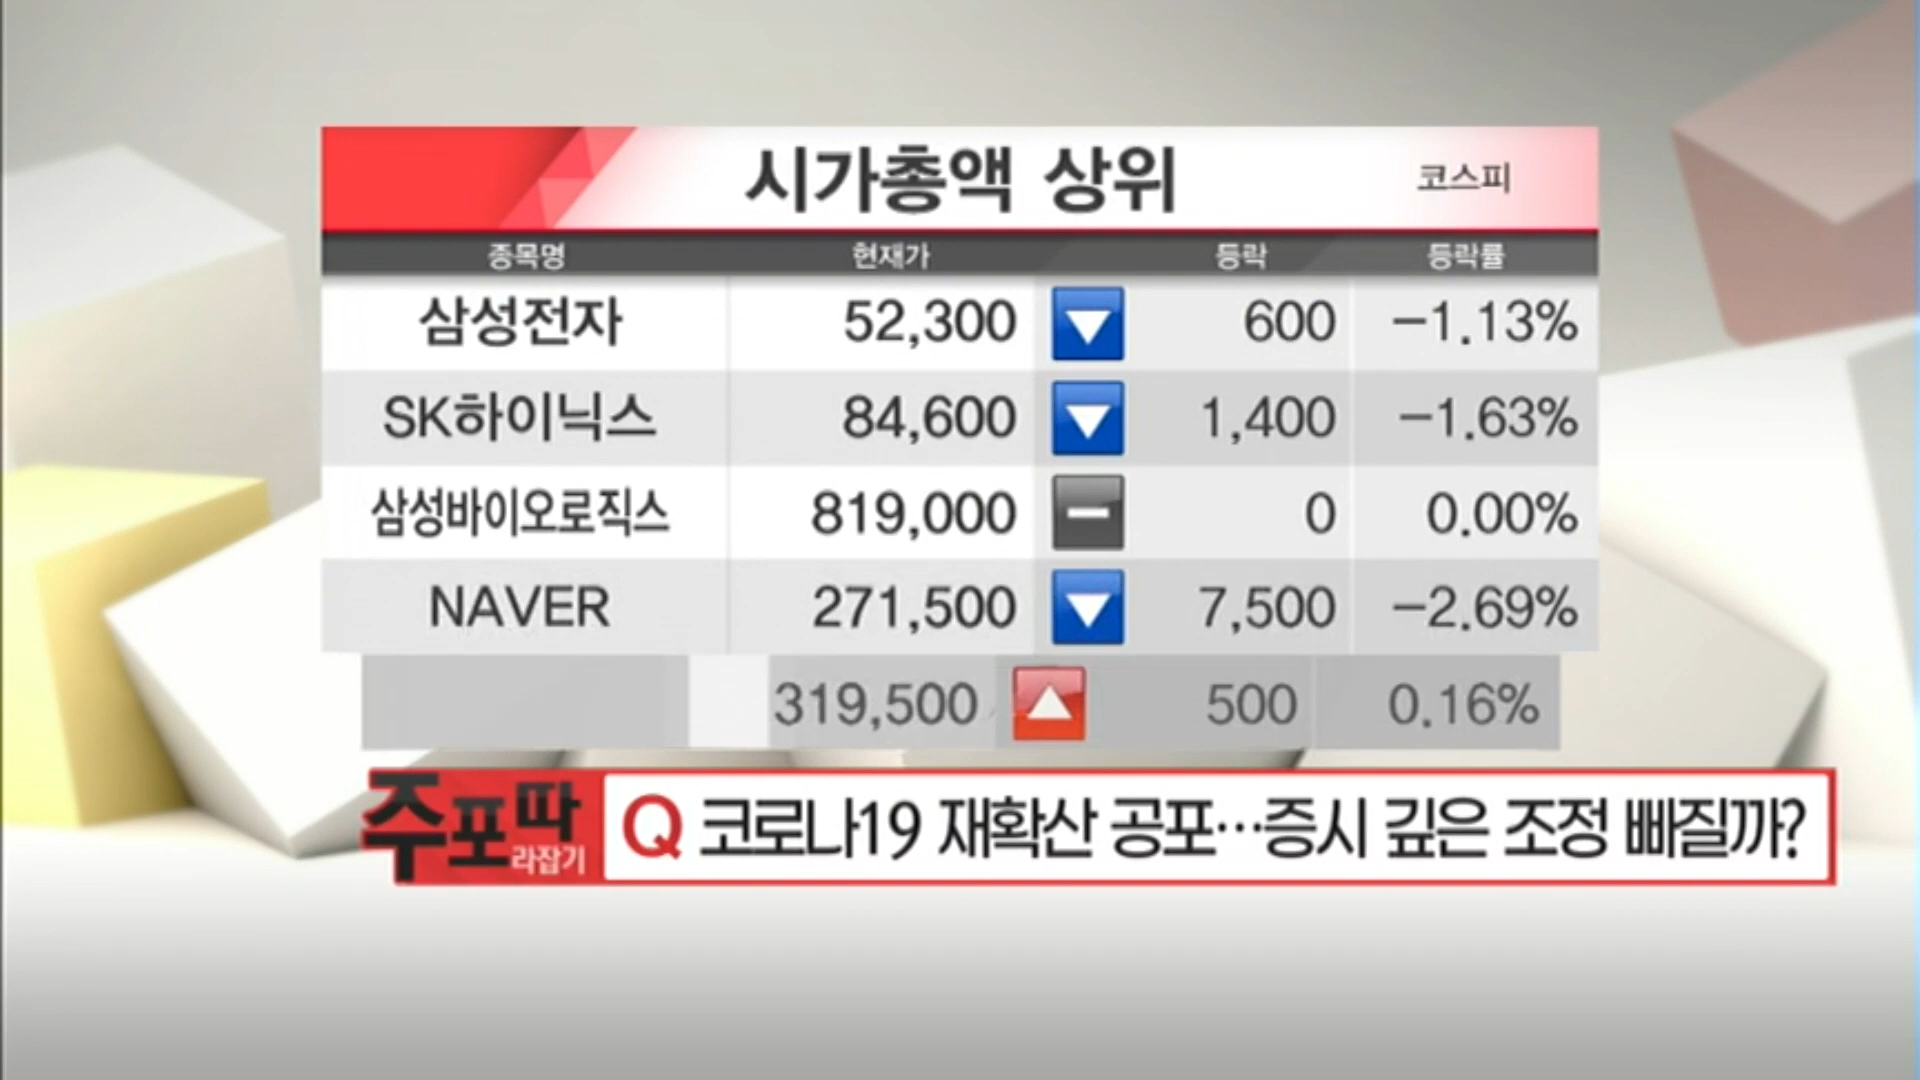 시가총액 상위 코스피
종목명 현재가 등락 등락률
삼성전자 52,300 ▼ 600 -1.13%
SK하이닉스 84,600 ▼ 1,400 -1.63%
삼성바이오로직스 819,000 - 0 0.00%
NAVER 271,500 ▼ 7,500 -2.69%
319,500 ▲ 500 0.16%
주포따라잡기
Q 코로나19 재확산 공포…증시 깊은 조정 빠질까?